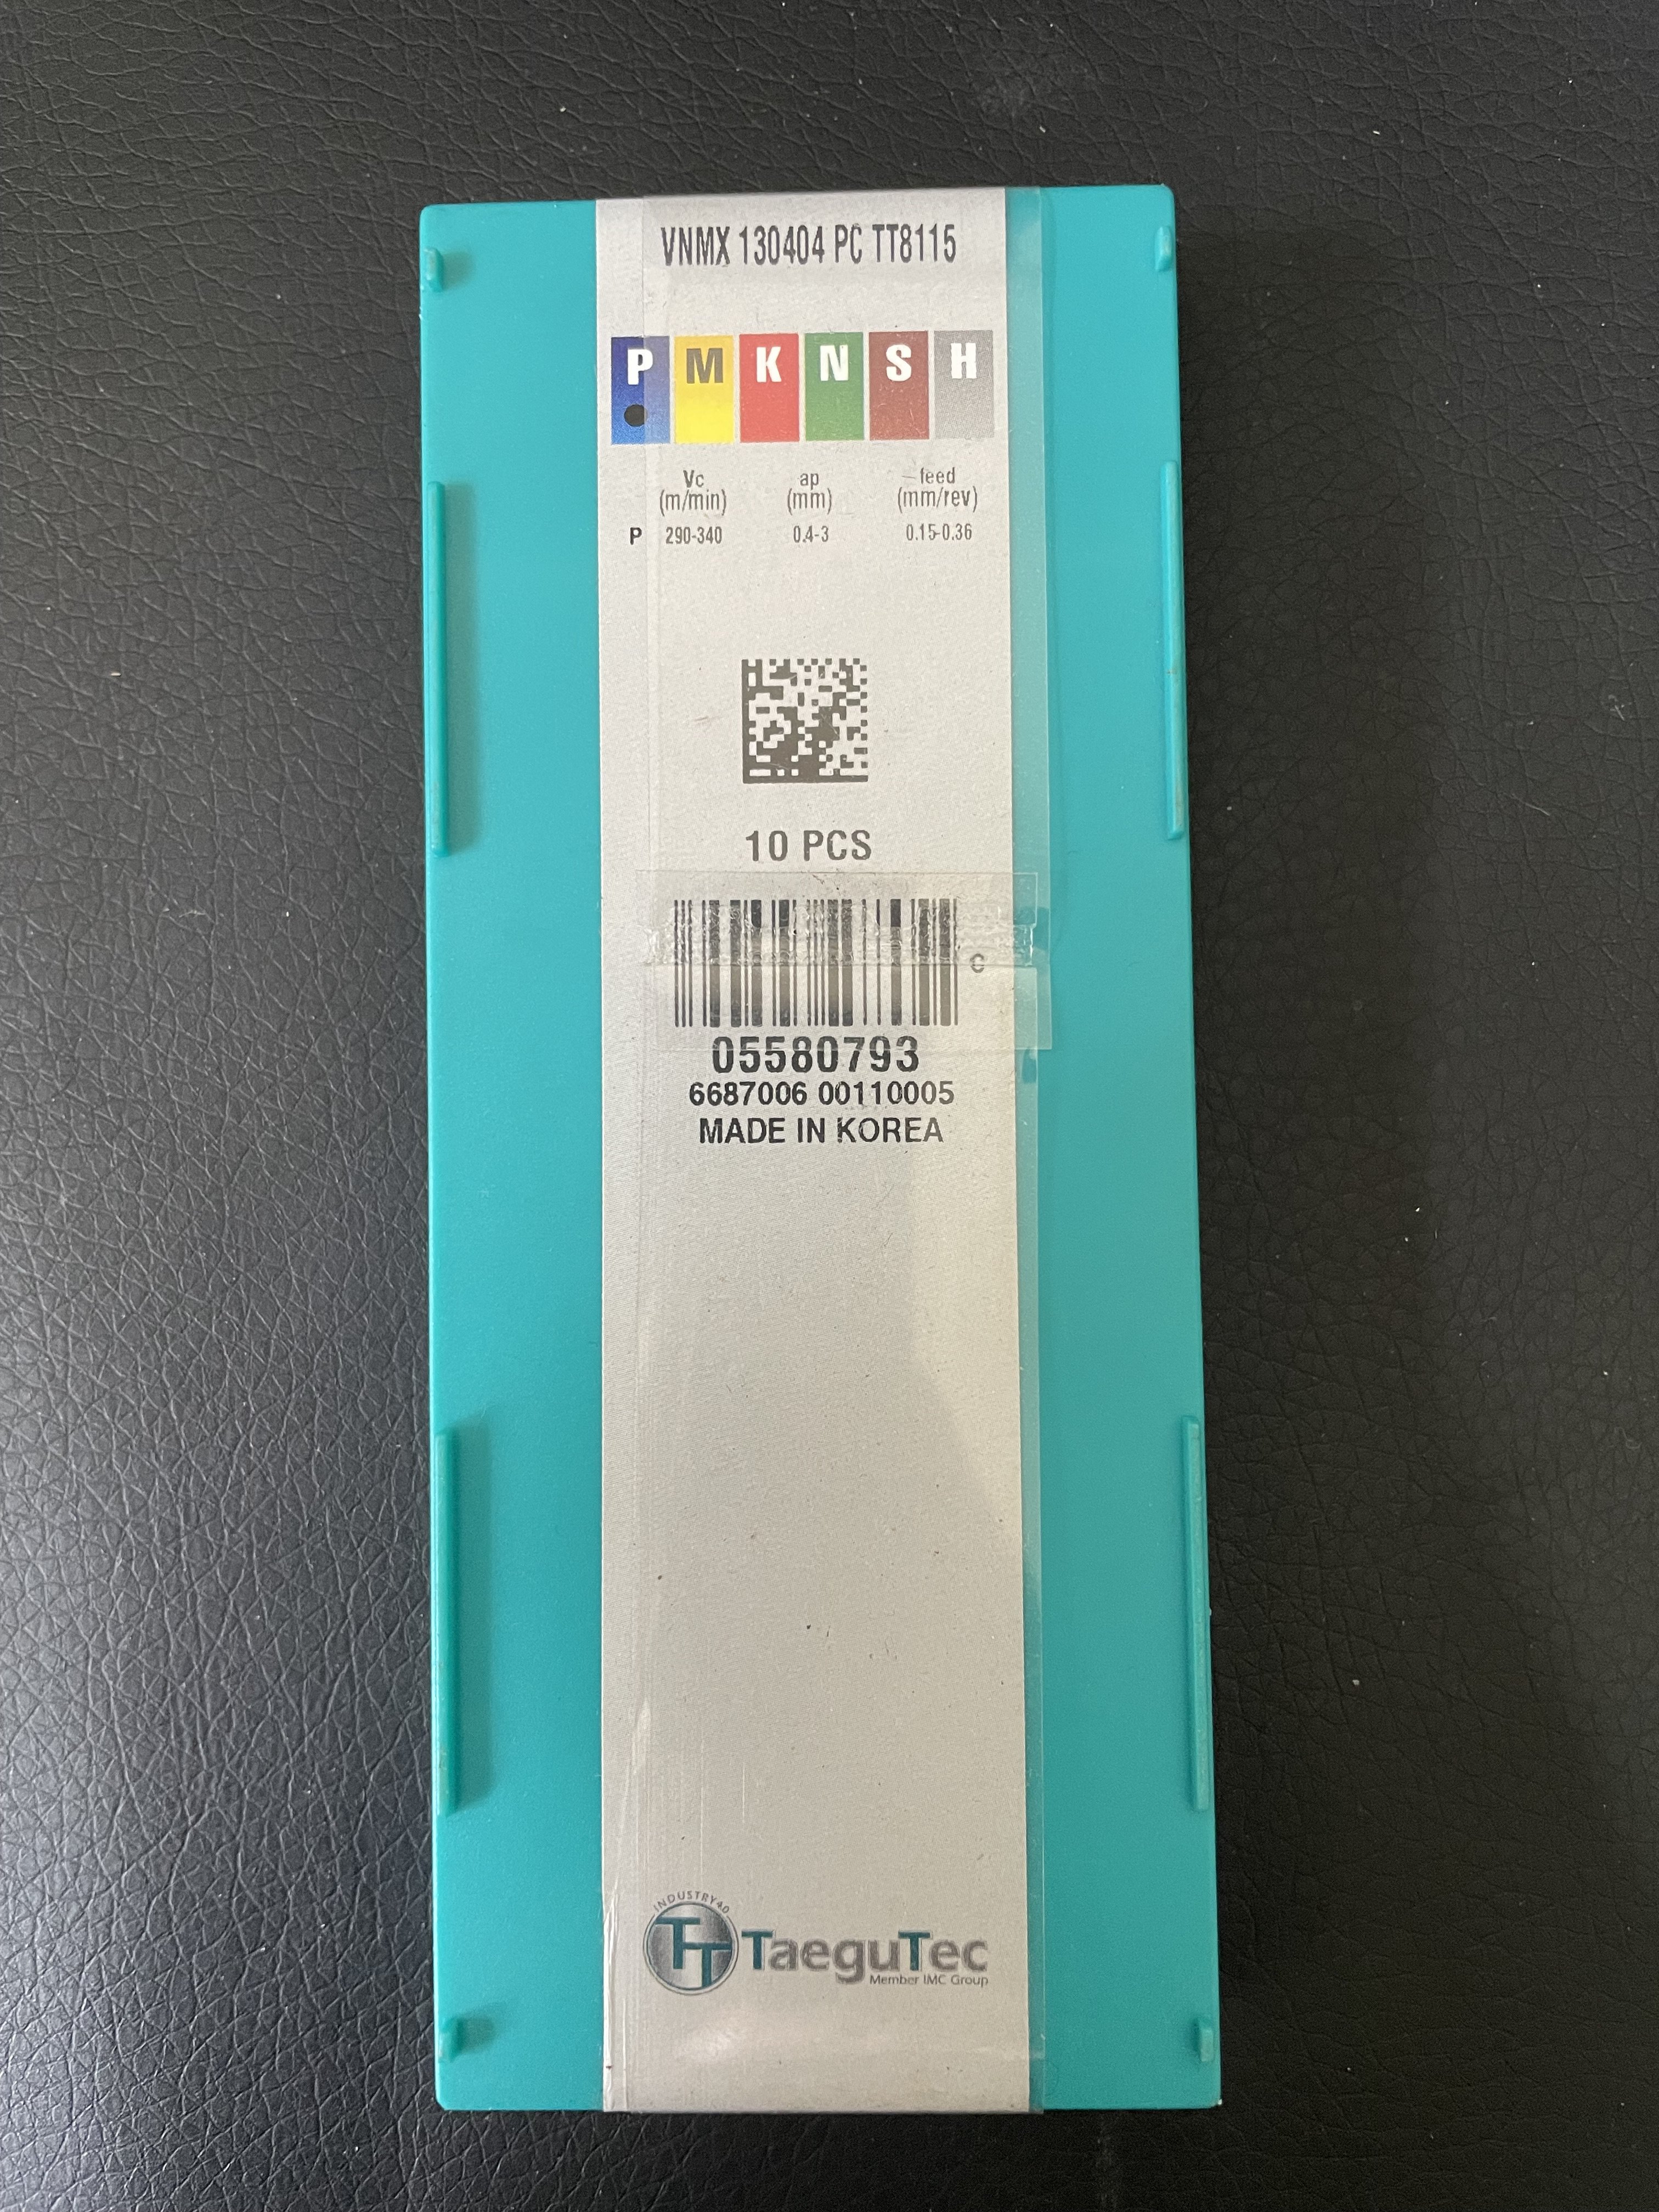 VNMX 130404 PC TT8115
P M K N S H
Vc ap feed
(m/min) (mm) (mm/rev)
P 290-340 0.4-3 0.15-0.36
10 PCS
C
05580793
6687006 00110005
MADE IN KOREA
INDUSTRY4.0
TT TaeguTec
Member IMC Group